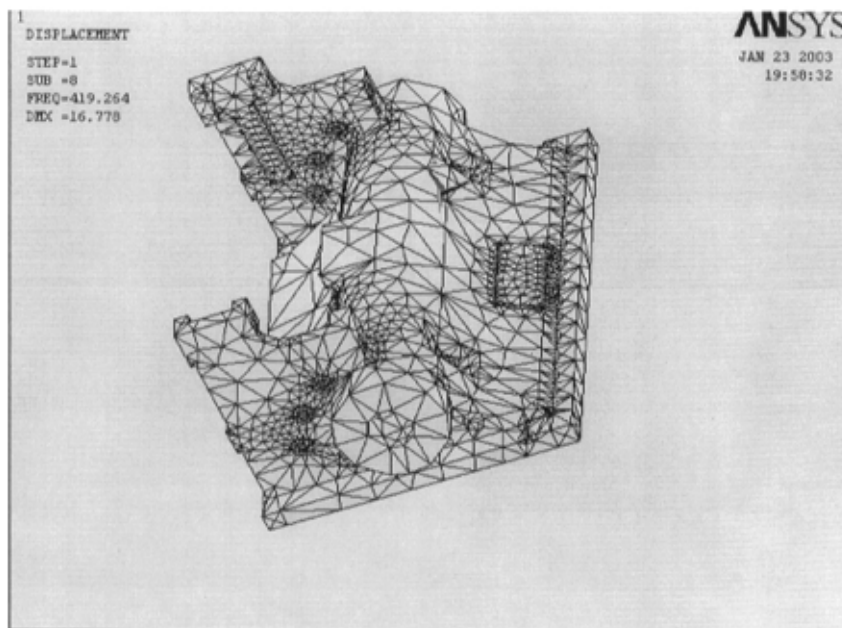 1
DISPLACEMENT
STEP=1
SUB =8
FREQ=419.264
DMX =16.778
ANSYS
JAN 23 2003
19:58:32